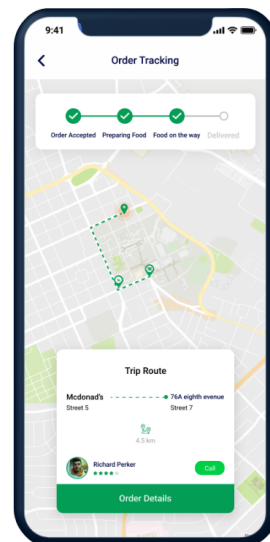 9:41
Order Tracking
Order Accepted Preparing Food Food on the way Delivered
Trip Route
Mcdonad's 76A eighth evenue
Street 5 Street 7
4.5 km
Richard Perker
Call
Order Details